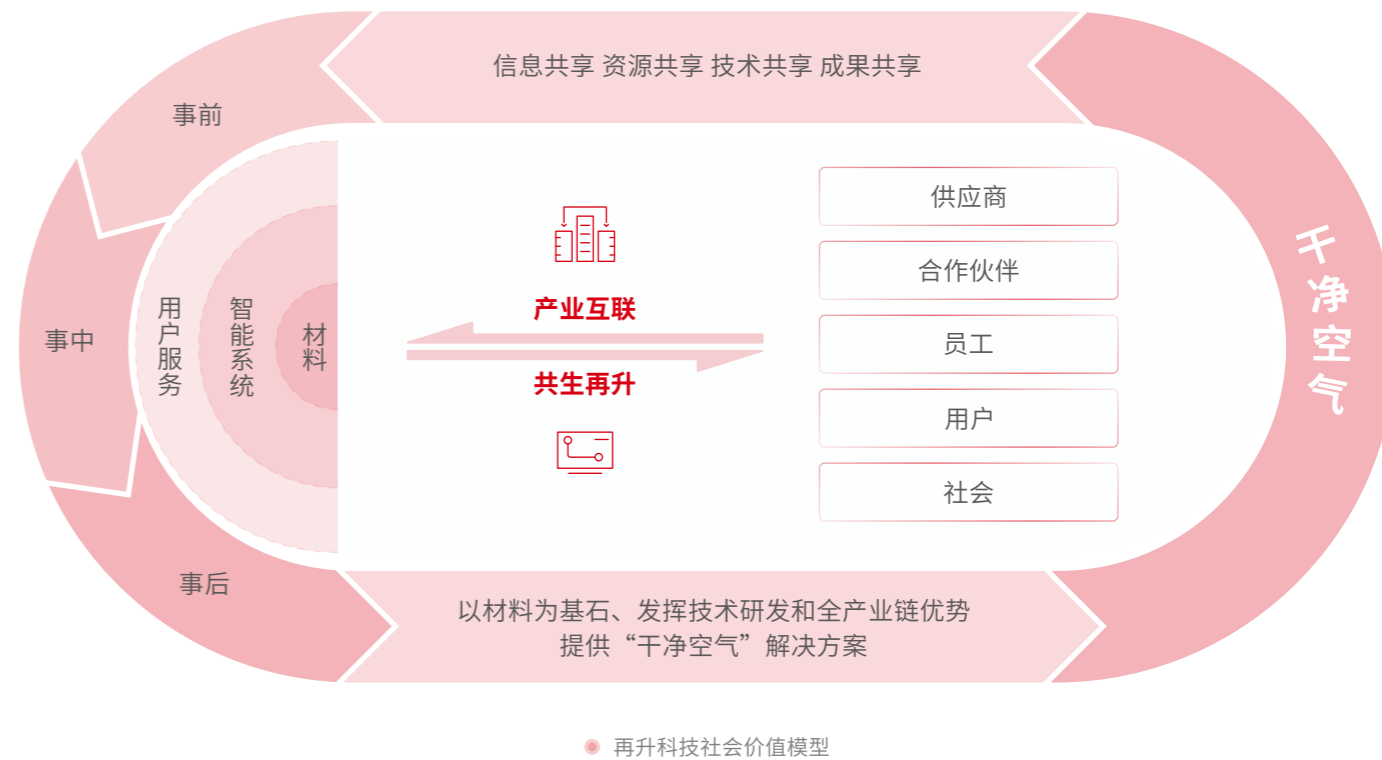 信息共享 资源共享 技术共享 成果共享
事前
事中
事后
用户服务
智能系统
材料
产业互联
共生再升
供应商
合作伙伴
员工
用户
社会
干净空气
以材料为基石、发挥技术研发和全产业链优势
提供“干净空气”解决方案
再升科技社会价值模型